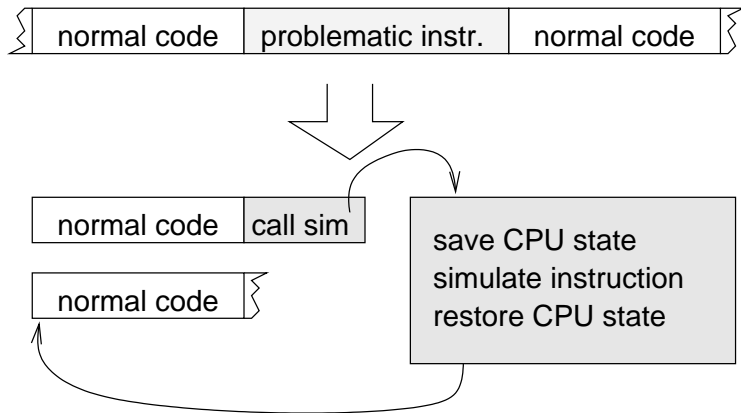 normal code problematic instr. normal code
normal code call sim
normal code
save CPU state
simulate instruction
restore CPU state